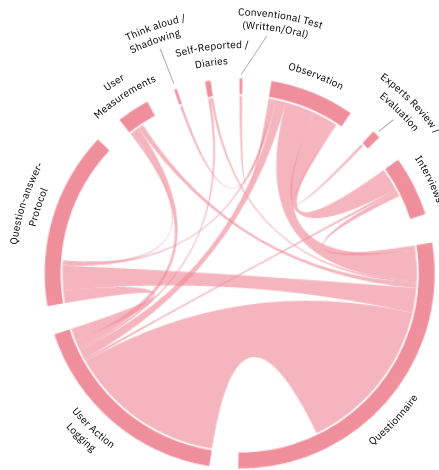 Think aloud /
Shadowing
Self-Reported /
Diaries
Conventional Test
(Written/Oral)
Observation
Experts Review /
Evaluation
Interviews
Questionnaire
User Action
Logging
Question-answer-
Protocol
User
Measurements